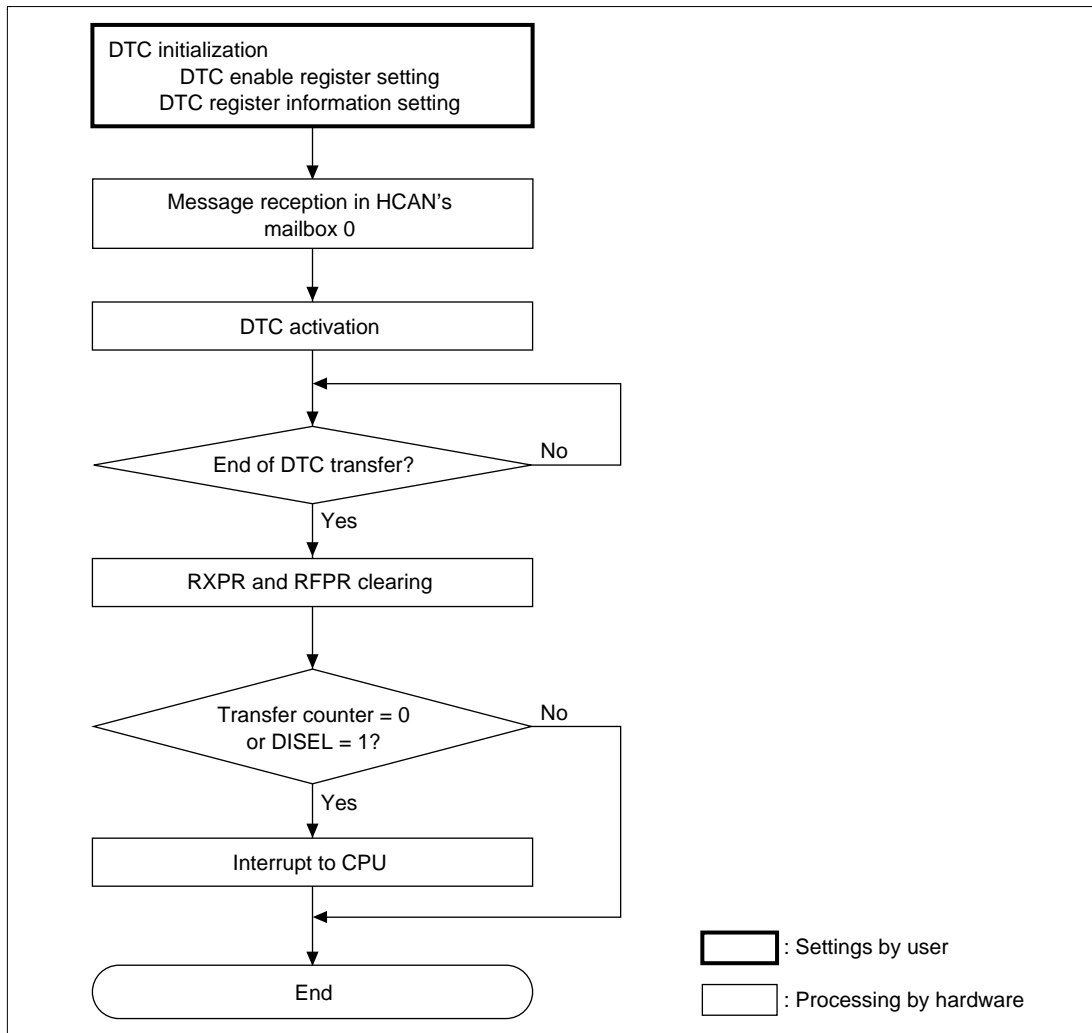 DTC initialization
DTC enable register setting
DTC register information setting
Message reception in HCAN's
mailbox 0
DTC activation
End of DTC transfer?
No
Yes
RXPR and RFPR clearing
Transfer counter = 0
or DISEL = 1?
No
Yes
Interrupt to CPU
End
: Settings by user
: Processing by hardware